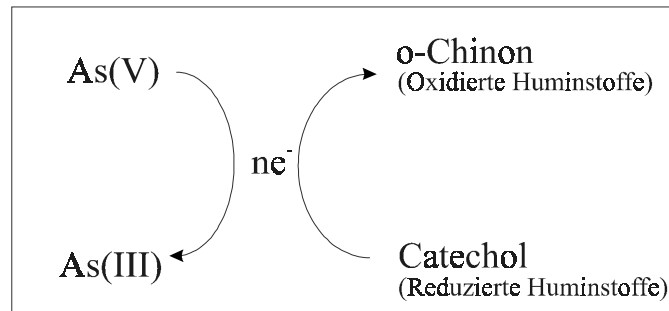 As(V)
o-Chinon
(Oxidierte Huminstoffe)
ne⁻
As(III)
Catechol
(Reduzierte Huminstoffe)